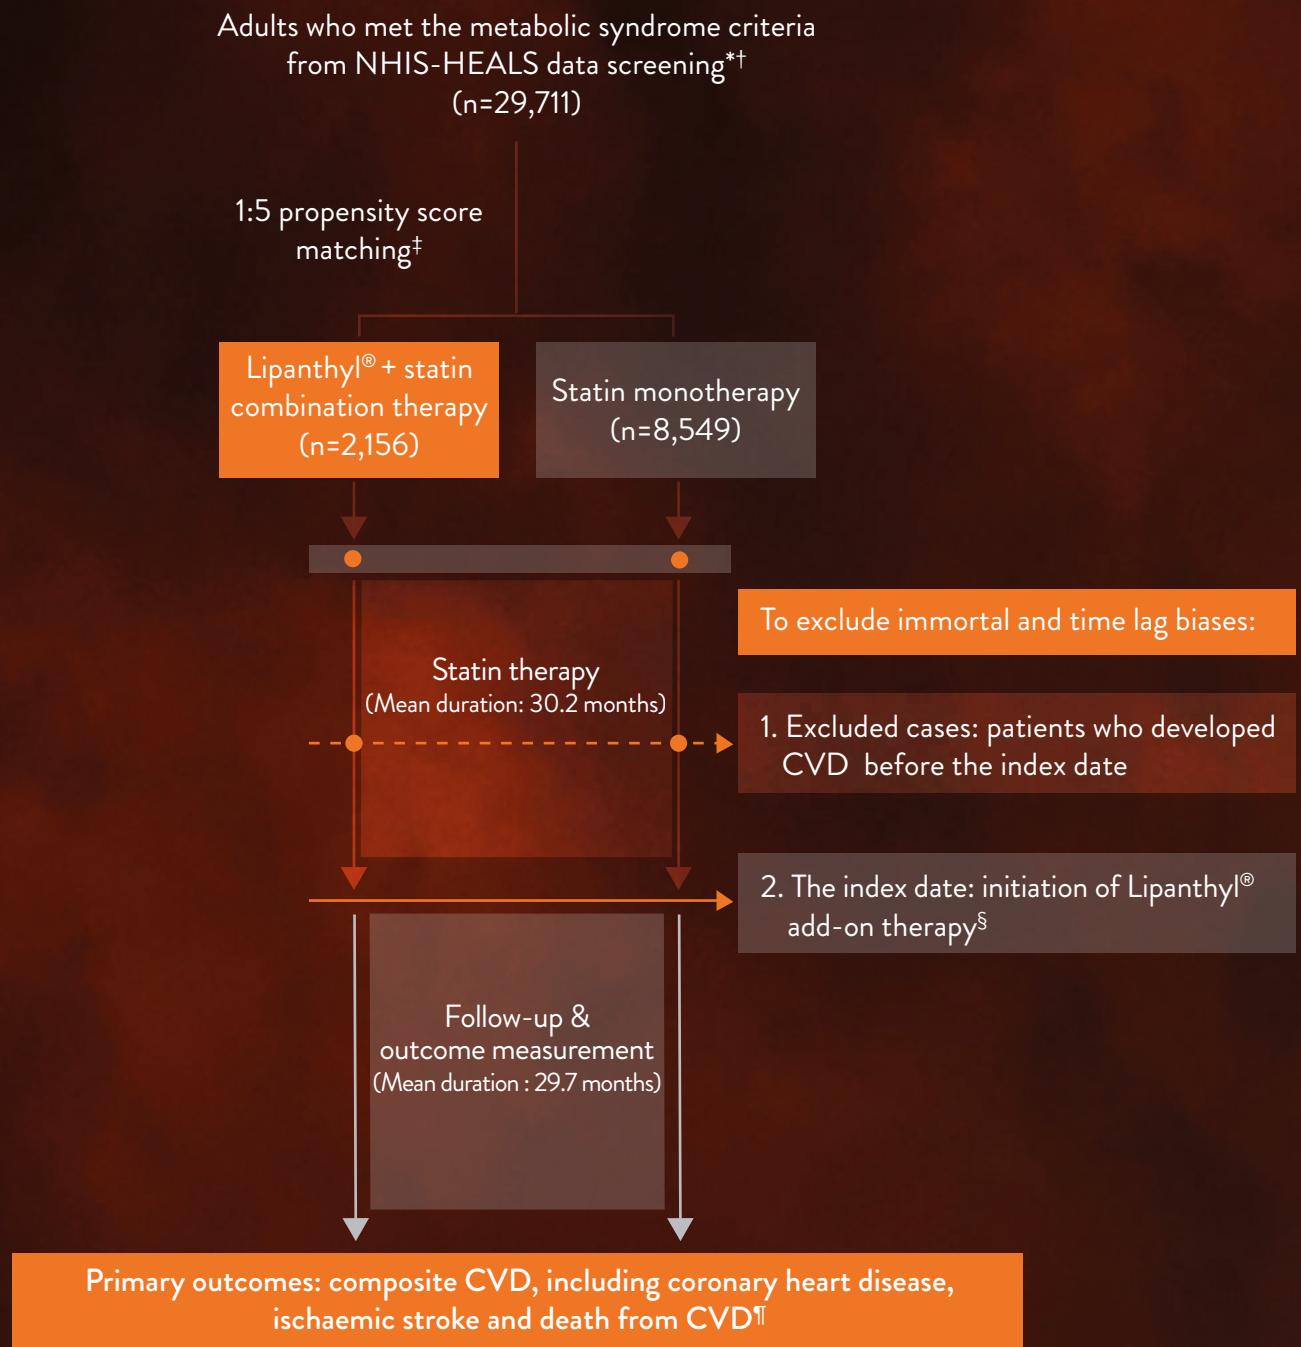 Adults who met the metabolic syndrome criteria
from NHIS-HEALS data screening*†
(n=29,711)
1:5 propensity score
matching‡
Lipanthyl® + statin
combination therapy
(n=2,156)
Statin monotherapy
(n=8,549)
To exclude immortal and time lag biases:
Statin therapy
(Mean duration: 30.2 months)
1. Excluded cases: patients who developed
CVD before the index date
2. The index date: initiation of Lipanthyl®
add-on therapy§
Follow-up &
outcome measurement
(Mean duration : 29.7 months)
Primary outcomes: composite CVD, including coronary heart disease,
ischaemic stroke and death from CVD¶